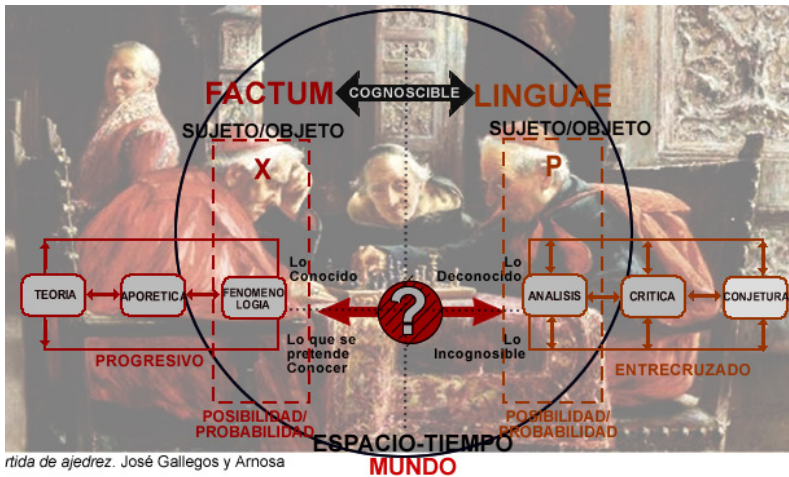 FACTUM
COGNOSCIBLE
LINGUAE
SUJETO/OBJETO
SUJETO/OBJETO
X
P
Lo
Conocido
Lo
Deconocido
TEORIA
APORETICA
FENOMENO
LOGIA
?
ANALISIS
CRITICA
CONJETURA
Lo que se
pretende
Conocer
Lo
Incognosible
PROGRESIVO
ENTRECRUZADO
POSIBILIDAD/
PROBABILIDAD
POSIBILIDAD/
PROBABILIDAD
ESPACIO-TIEMPO
MUNDO
rtida de ajedrez. José Gallegos y Arnosa